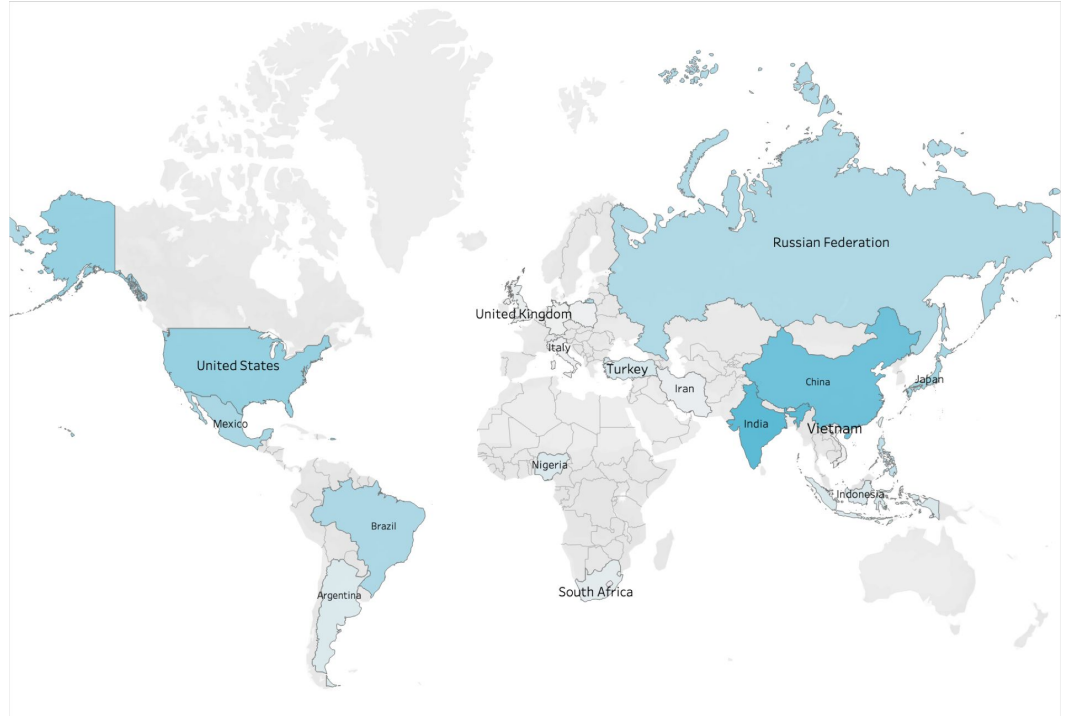 Russian Federation
United Kingdom
Italy
United States
Turkey
Iran
China
Japan
Mexico
India
Vietnam
Nigeria
Indonesia
Brazil
South Africa
Argentina